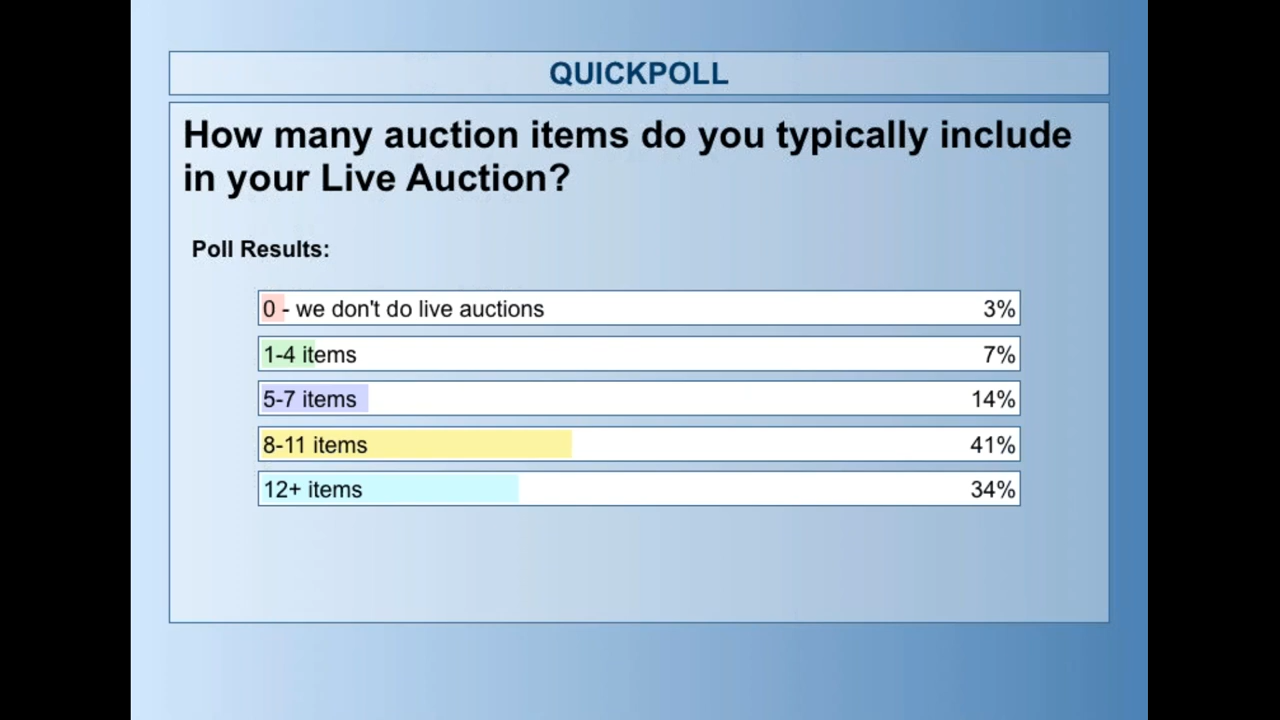 QUICKPOLL
How many auction items do you typically include
in your Live Auction?
Poll Results:
0 - we don't do live auctions 3%
1-4 items 7%
5-7 items 14%
8-11 items 41%
12+ items 34%